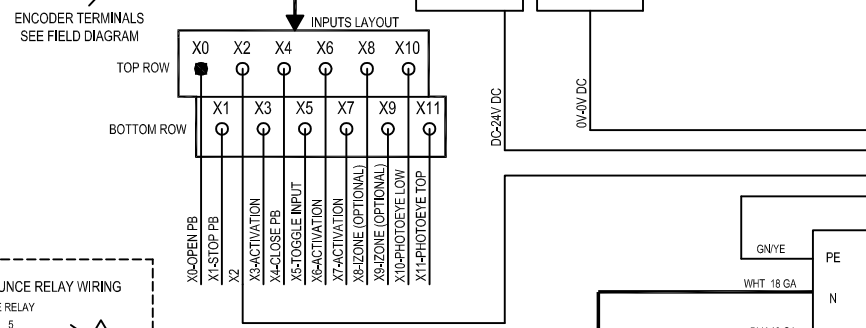 ENCODER TERMINALS
SEE FIELD DIAGRAM
INPUTS LAYOUT
X0 X2 X4 X6 X8 X10
TOP ROW
X1 X3 X5 X7 X9 X11
BOTTOM ROW
X0-OPEN PB
X1-STOP PB
X2
X3-ACTIVATION
X4-CLOSE PB
X5-TOGGLE INPUT
X6-ACTIVATION
X7-ACTIVATION
X8-IZONE (OPTIONAL)
X9-IZONE (OPTIONAL)
X10-PHOTOEYE LOW
X11-PHOTOEYE TOP
DC-24V DC
0V-0V DC
GN/YE
PE
WHT 18 GA
N
UNCE RELAY WIRING
RELAY
5